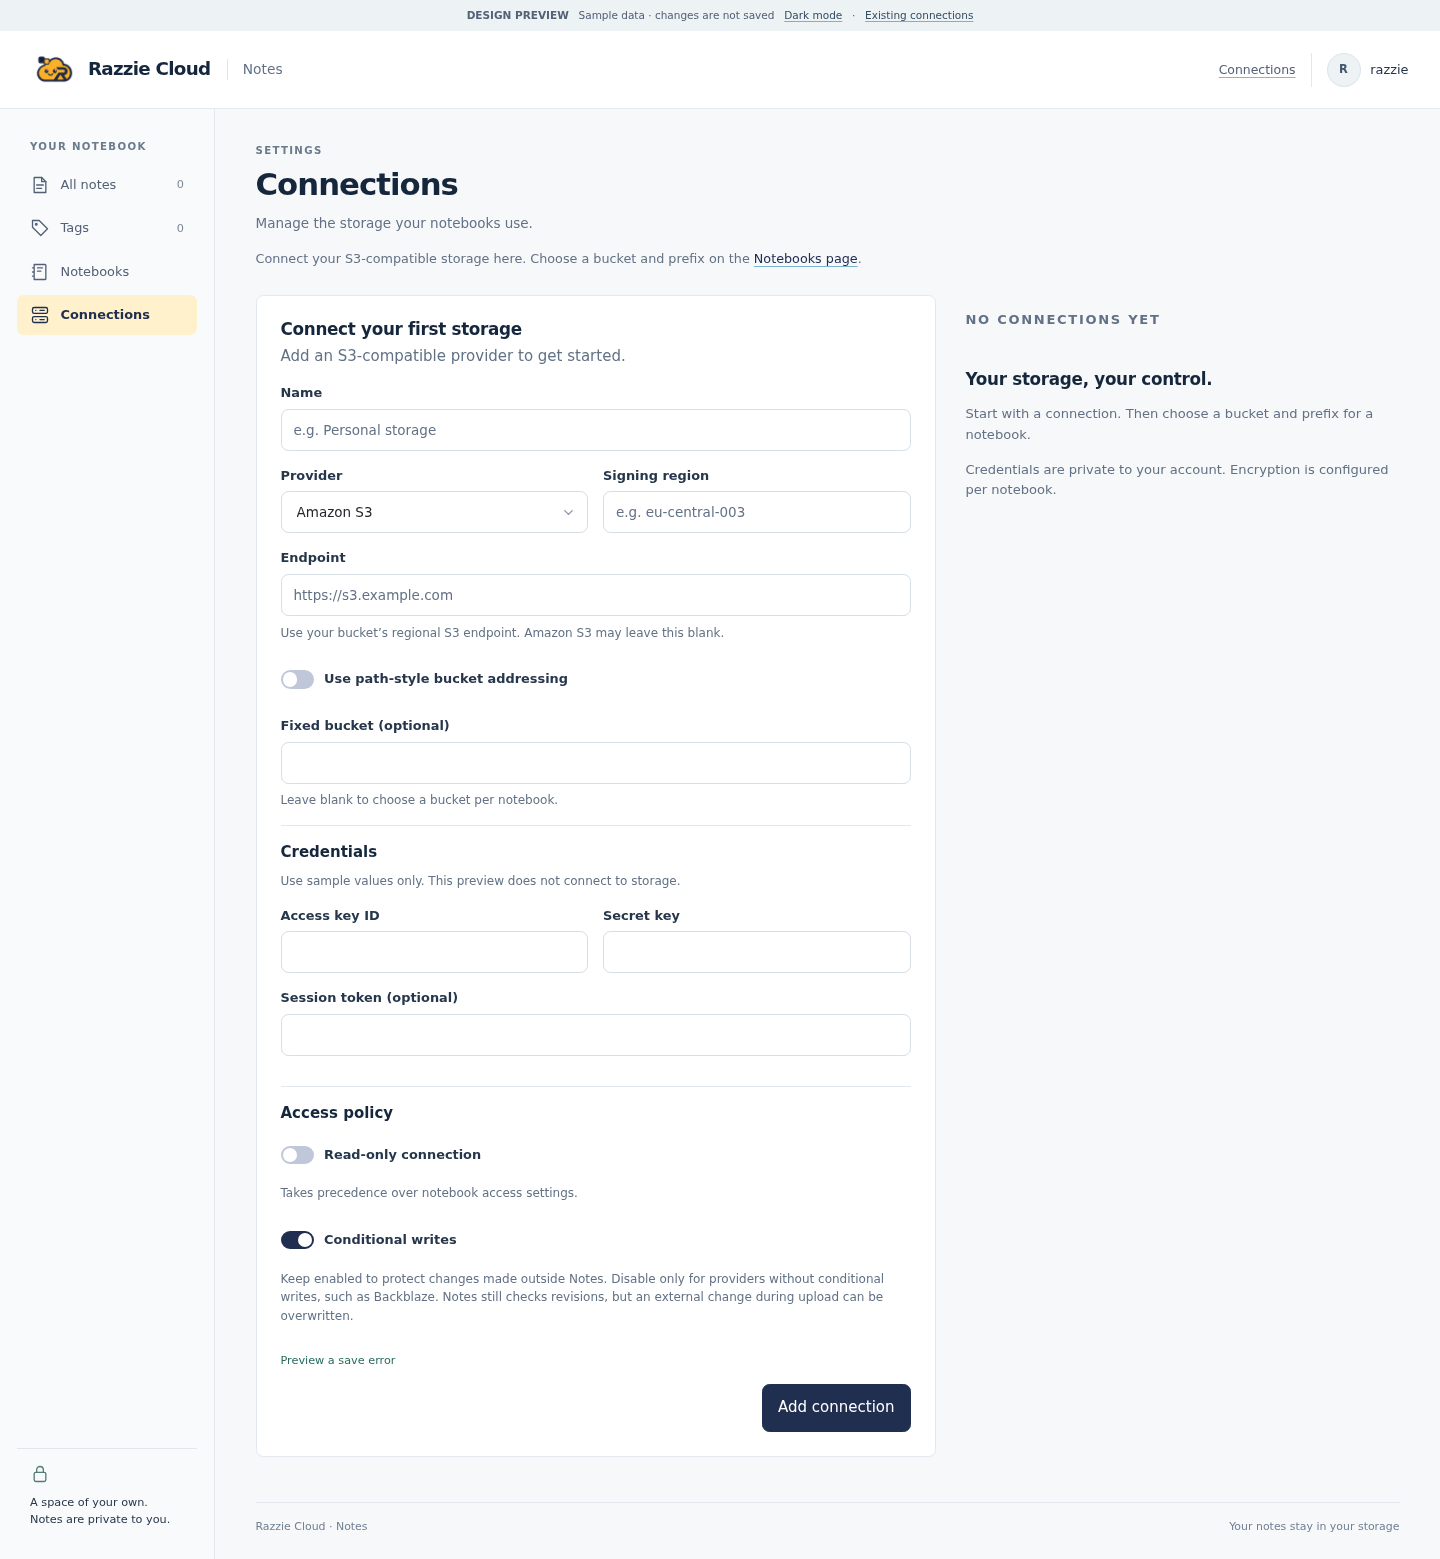 DESIGN PREVIEW Sample data · changes are not saved Dark mode · Existing connections
Razzie Cloud Notes
Connections R razzie
YOUR NOTEBOOK
All notes 0
Tags 0
Notebooks
Connections
SETTINGS
Connections
Manage the storage your notebooks use.
Connect your S3-compatible storage here. Choose a bucket and prefix on the Notebooks page.
Connect your first storage
Add an S3-compatible provider to get started.
Name
e.g. Personal storage
Provider Signing region
Amazon S3 e.g. eu-central-003
Endpoint
https://s3.example.com
Use your bucket’s regional S3 endpoint. Amazon S3 may leave this blank.
Use path-style bucket addressing
Fixed bucket (optional)
Leave blank to choose a bucket per notebook.
Credentials
Use sample values only. This preview does not connect to storage.
Access key ID Secret key
Session token (optional)
Access policy
Read-only connection
Takes precedence over notebook access settings.
Conditional writes
Keep enabled to protect changes made outside Notes. Disable only for providers without conditional
writes, such as Backblaze. Notes still checks revisions, but an external change during upload can be
overwritten.
Preview a save error
Add connection
NO CONNECTIONS YET
Your storage, your control.
Start with a connection. Then choose a bucket and prefix for a
notebook.
Credentials are private to your account. Encryption is configured
per notebook.
A space of your own.
Notes are private to you.
Razzie Cloud · Notes
Your notes stay in your storage